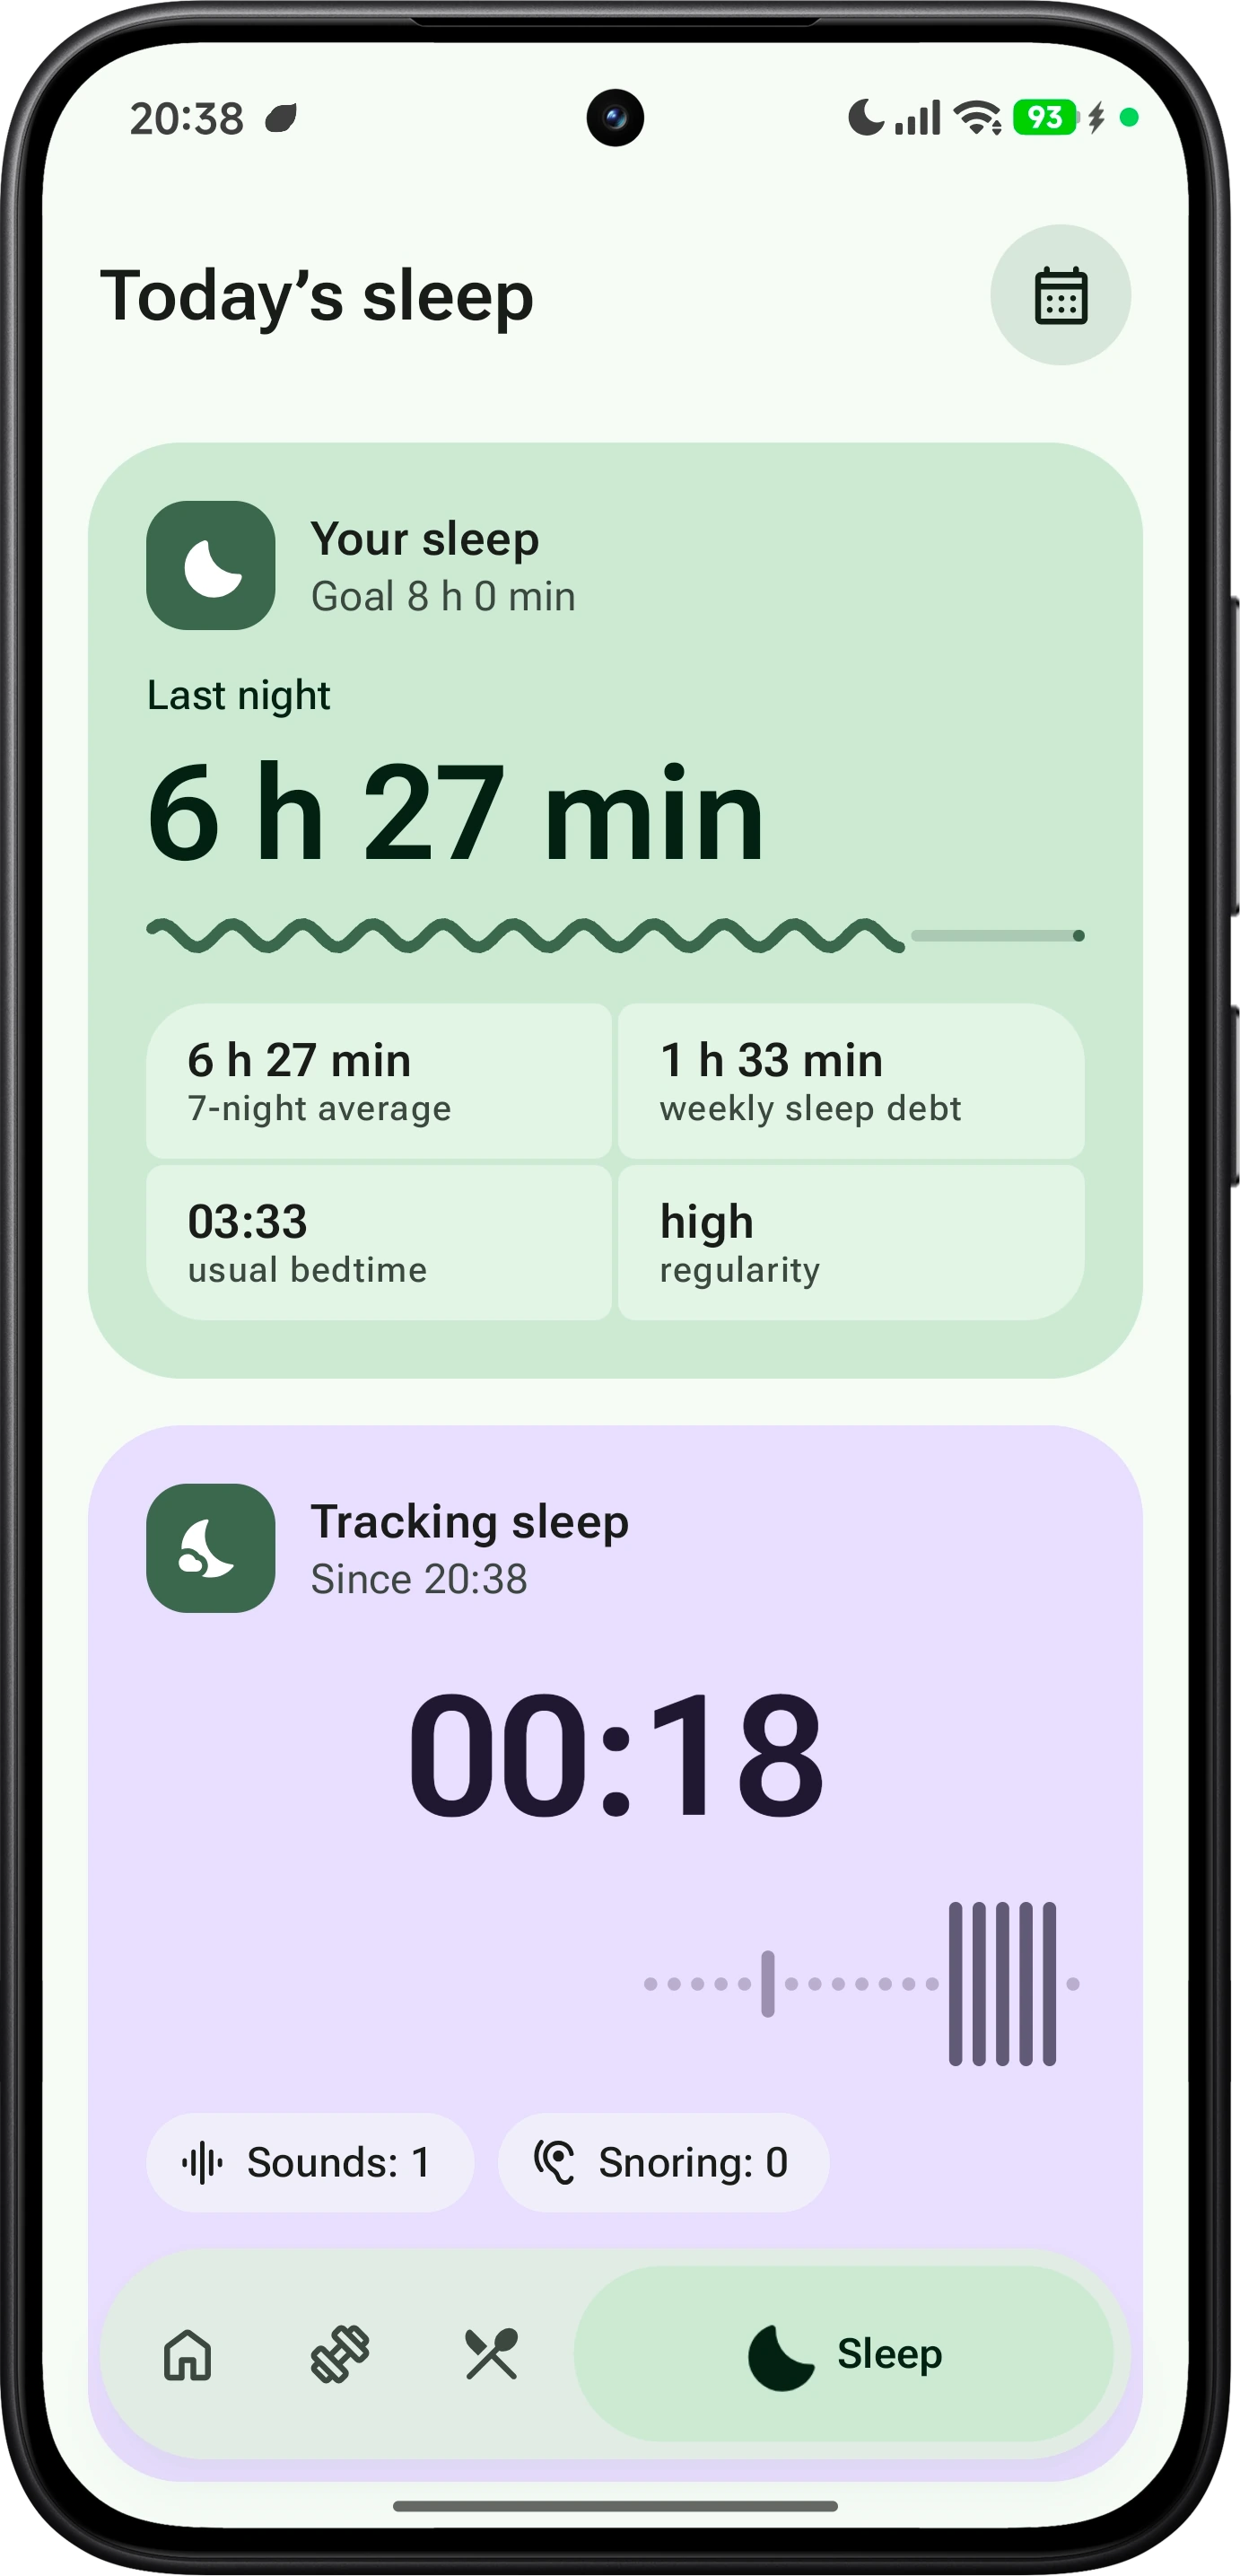 20:38
93
Today’s sleep
Your sleep
Goal 8 h 0 min
Last night
6 h 27 min
6 h 27 min
7-night average
1 h 33 min
weekly sleep debt
03:33
usual bedtime
high
regularity
Tracking sleep
Since 20:38
00:18
Sounds: 1
Snoring: 0
Sleep